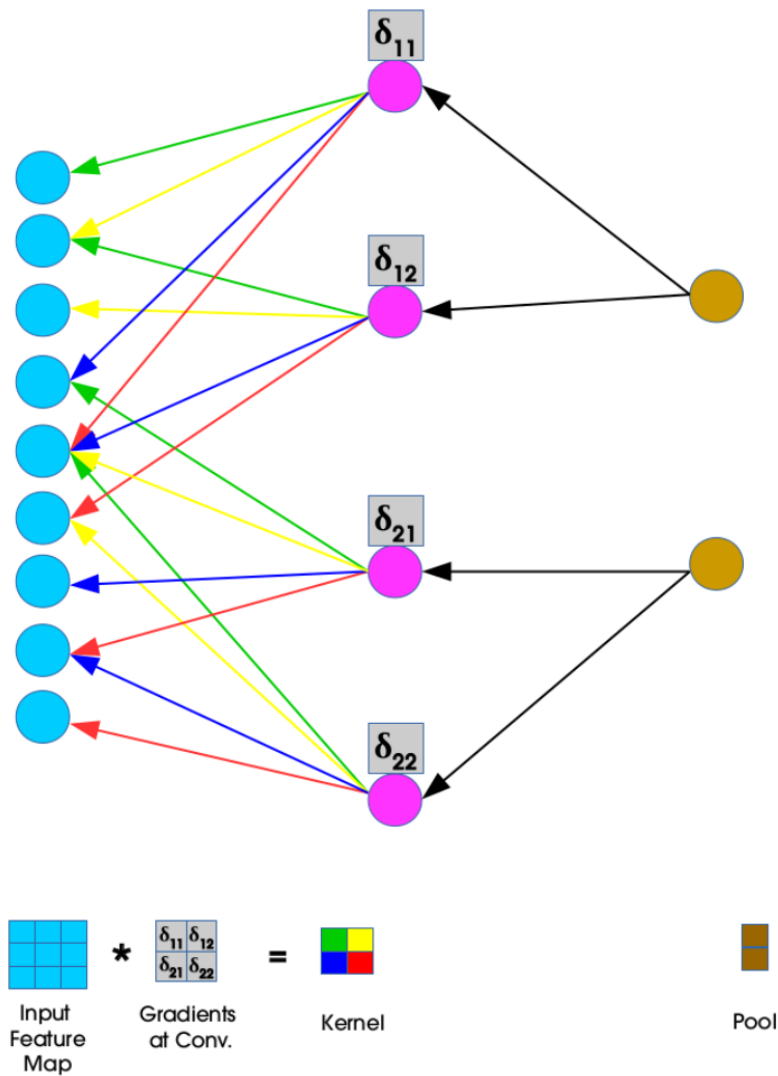 δ11
δ12
δ21
δ22
δ11 δ12
* =
δ21 δ22
Input
Feature
Map
Gradients
at Conv.
Kernel
Pool